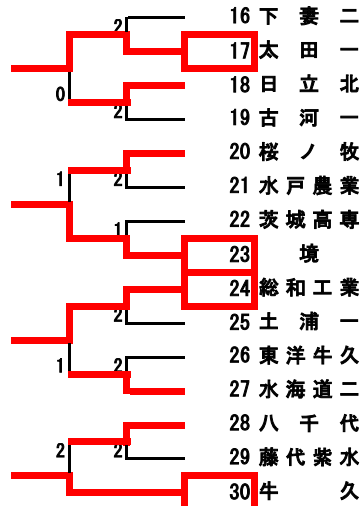 2
16 下妻二
17 太田一
18 日立北
0
2
19 古河一
20 桜ノ牧
1
2
21 水戸農業
22 茨城高専
1
23 境
24 総和工業
2
25 土浦一
26 東洋牛久
1
2
27 水海道二
28 八千代
2
2
29 藤代紫水
30 牛久